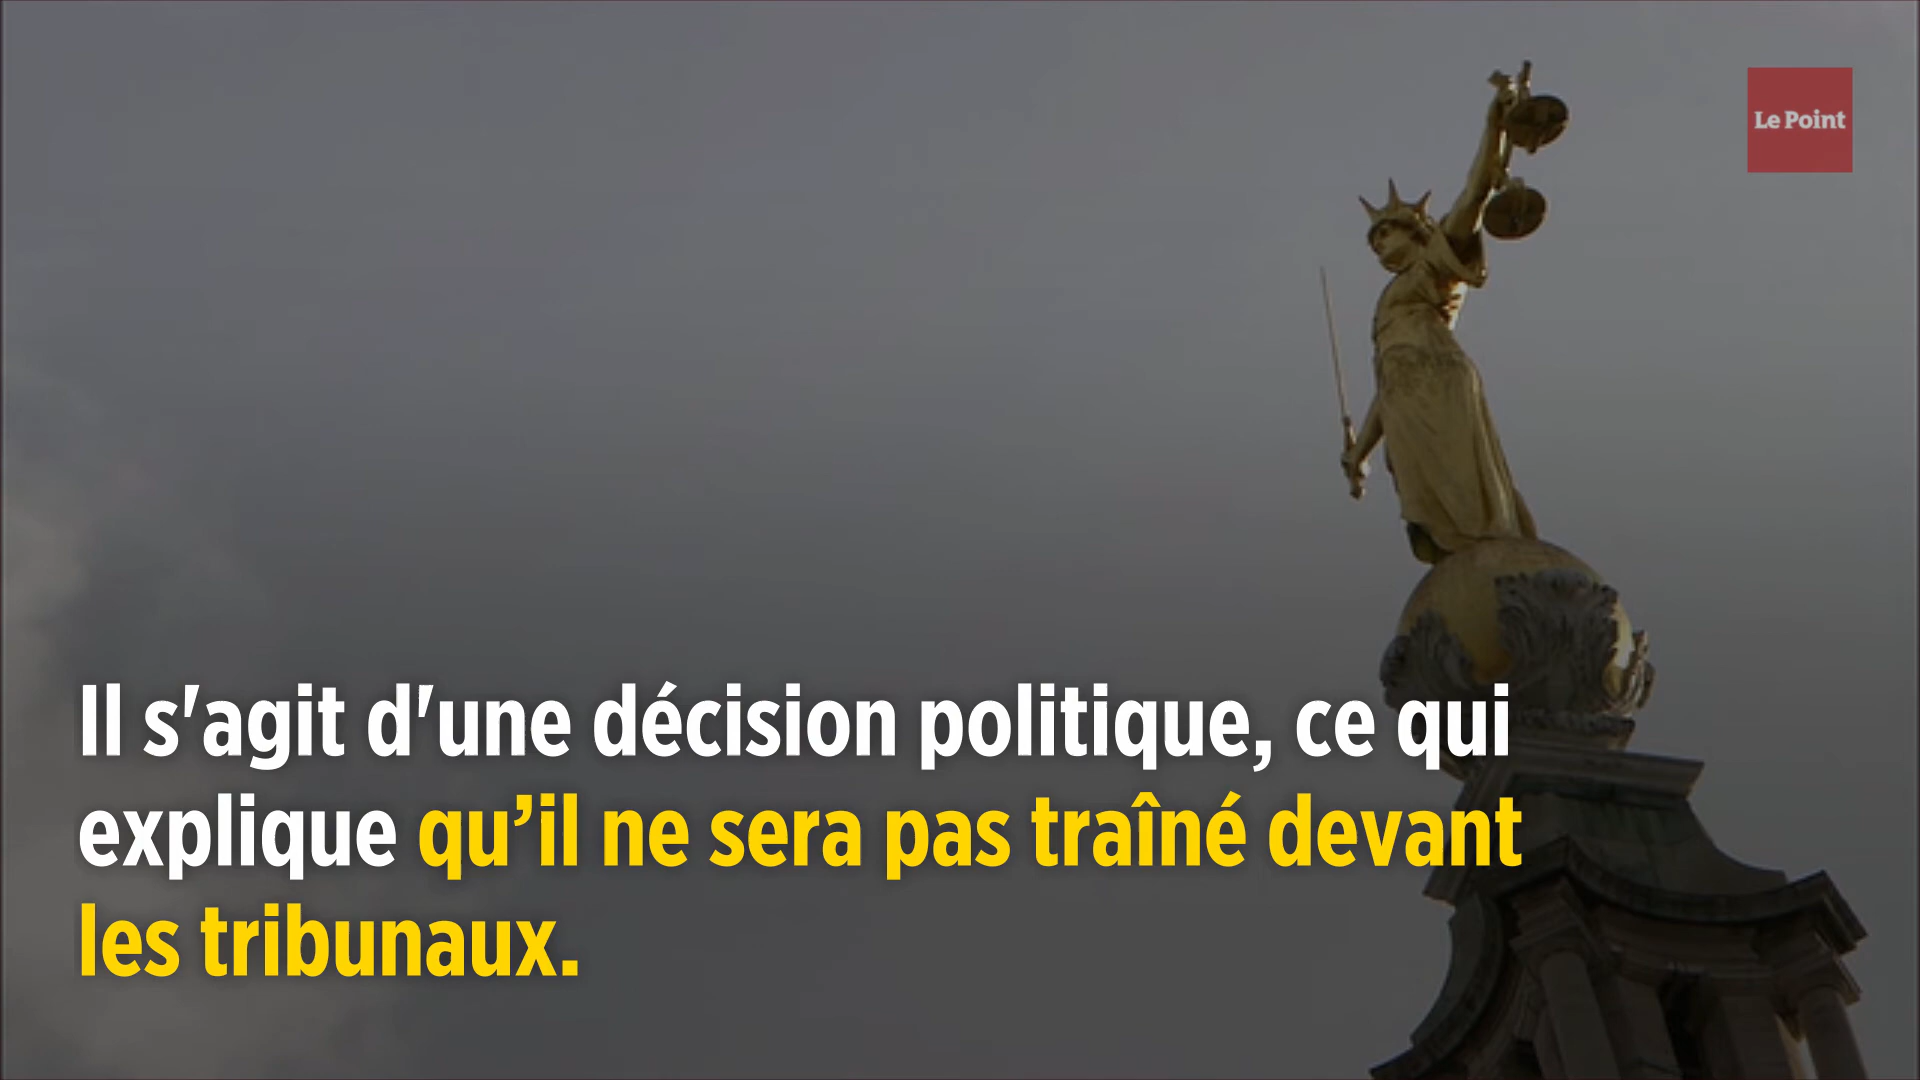 Le Point
Il s'agit d'une décision politique, ce qui
explique qu’il ne sera pas traîné devant
les tribunaux.